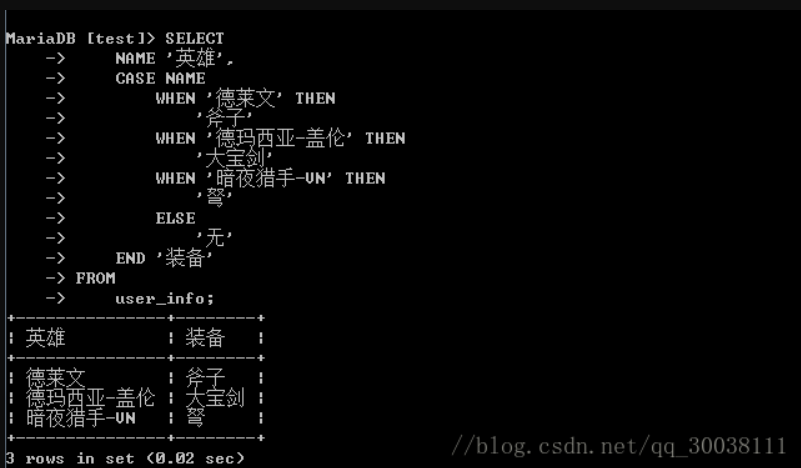 MariaDB [test]> SELECT
    ->     NAME '英雄',
    ->     CASE NAME
    ->         WHEN '德莱文' THEN
    ->             '斧子'
    ->         WHEN '德玛西亚-盖伦' THEN
    ->             '大宝剑'
    ->         WHEN '暗夜猎手-VN' THEN
    ->             '弩'
    ->         ELSE
    ->             '无'
    ->     END '装备'
    -> FROM
    ->     user_info;
+---------------+--------+
| 英雄          | 装备   |
+---------------+--------+
| 德莱文        | 斧子   |
| 德玛西亚-盖伦 | 大宝剑 |
| 暗夜猎手-VN   | 弩     |
+---------------+--------+
3 rows in set (0.02 sec)
//blog.csdn.net/qq_30038111